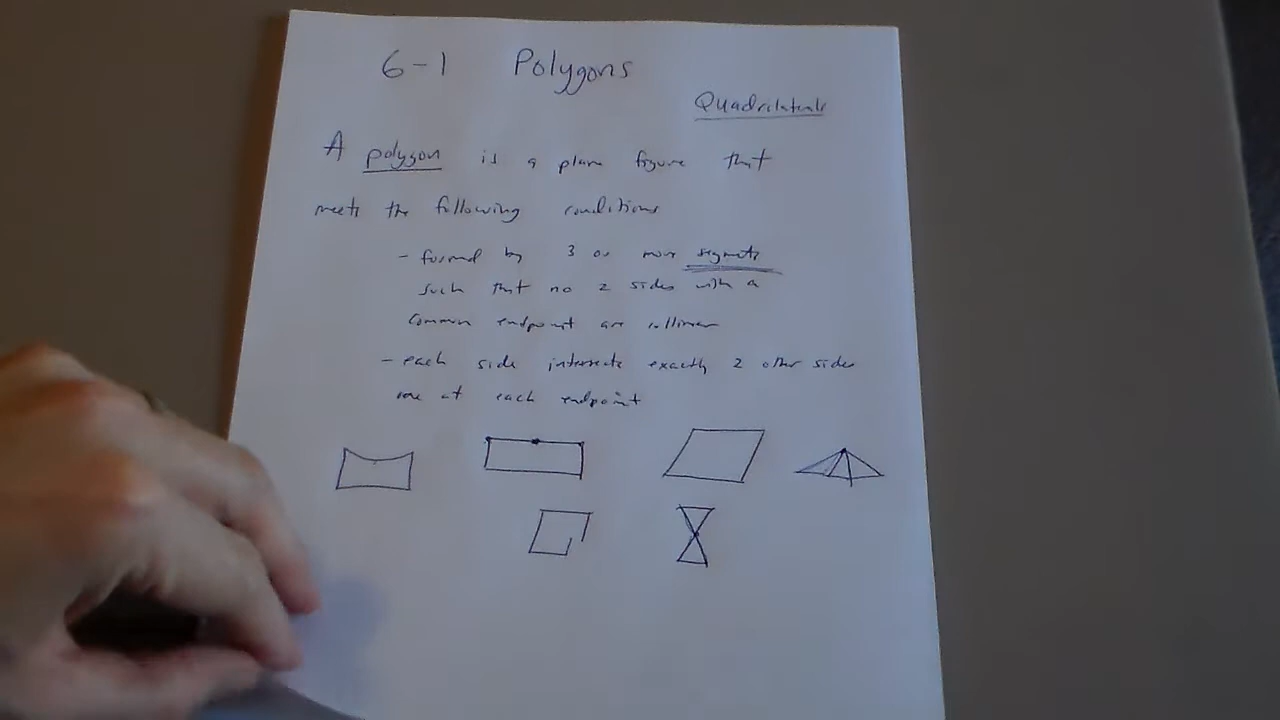 6-1 Polygons
Quadrilaterals
A polygon is a plane figure that
meets the following conditions
- formed by 3 or more segments
such that no 2 sides with a
common endpoint are collinear
- each side intersects exactly 2 other sides
one at each endpoint